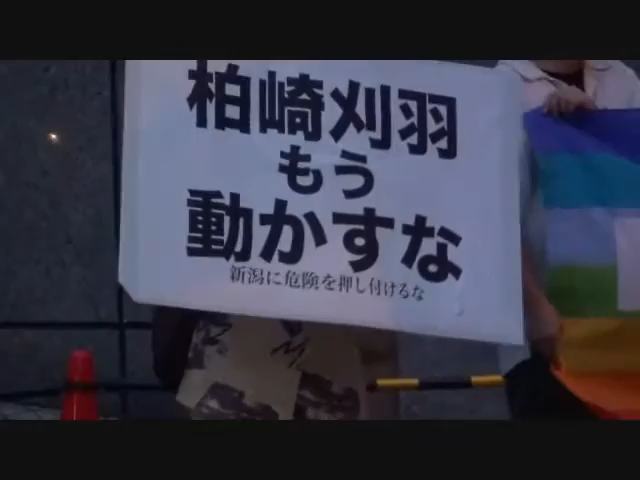 柏崎刈羽
もう
動かすな
新潟に危険を押し付けるな